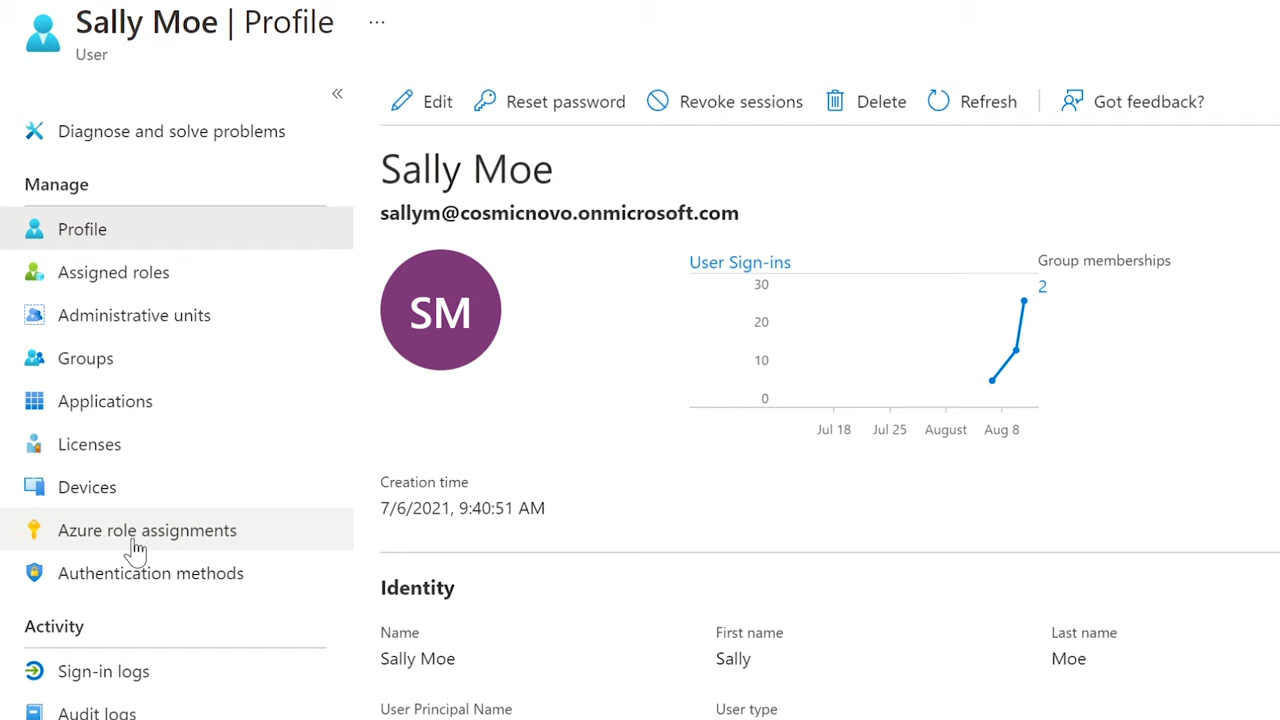 Sally Moe | Profile ...
User
«
Diagnose and solve problems
Manage
Profile
Assigned roles
Administrative units
Groups
Applications
Licenses
Devices
Azure role assignments
Authentication methods
Activity
Sign-in logs
Audit logs
Edit Reset password Revoke sessions Delete Refresh Got feedback?
Sally Moe
sallym@cosmicnovo.onmicrosoft.com
SM
User Sign-ins
30
20
10
0
Jul 18 Jul 25 August Aug 8
Group memberships
2
Creation time
7/6/2021, 9:40:51 AM
Identity
Name First name Last name
Sally Moe Sally Moe
User Principal Name User type